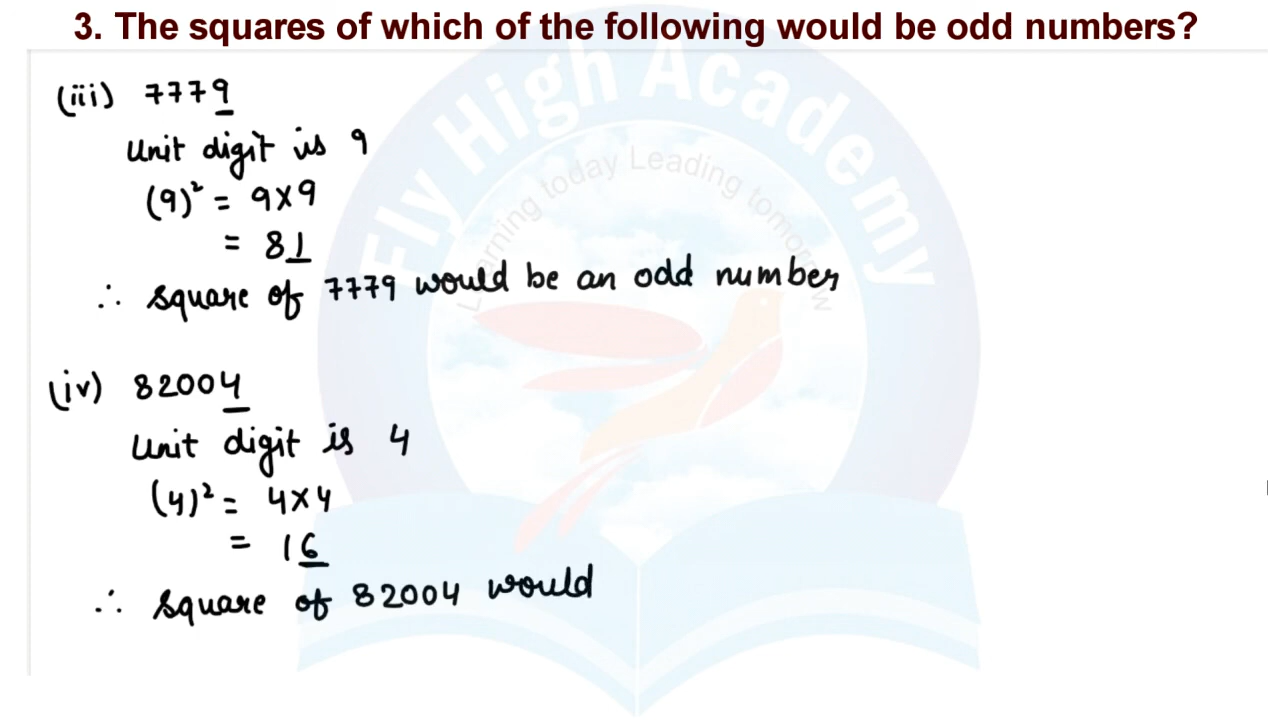 3. The squares of which of the following would be odd numbers?
Fly High Academy
Learning today Leading tomorrow
(iii) 7779
Unit digit is 9
(9)² = 9×9
= 81
∴ square of 7779 would be an odd number
(iv) 82004
Unit digit is 4
(4)² = 4×4
= 16
∴ square of 82004 would